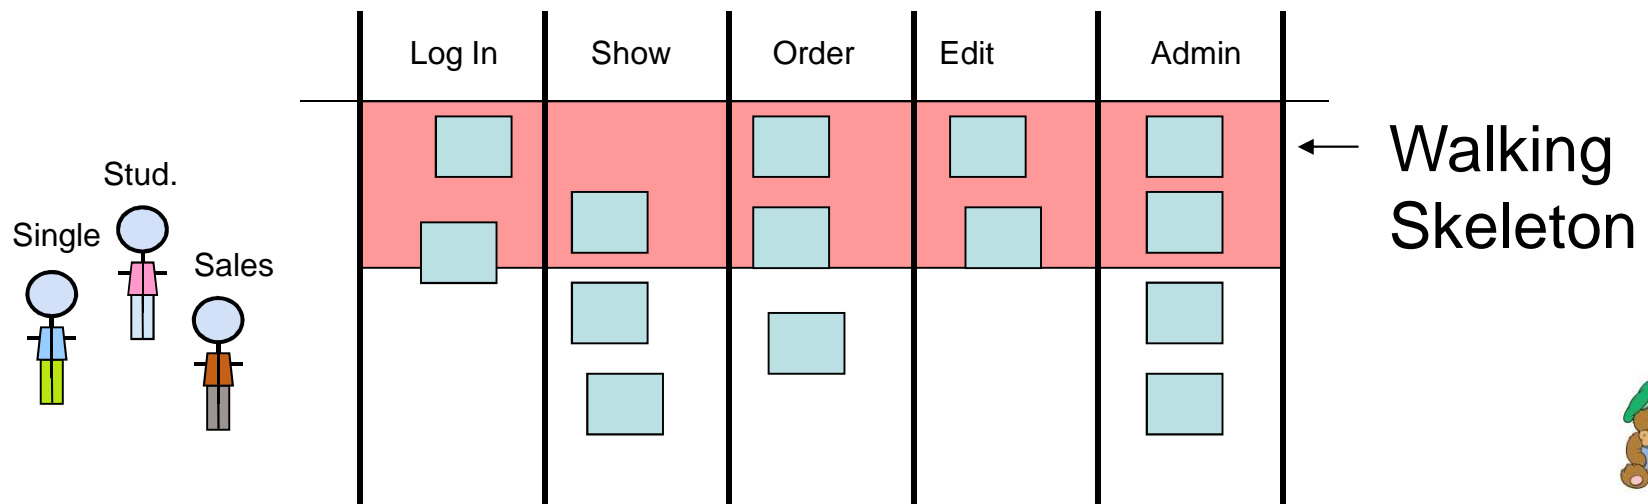 Log In Show Order Edit Admin
Walking
Skeleton
Stud.
Single
Sales